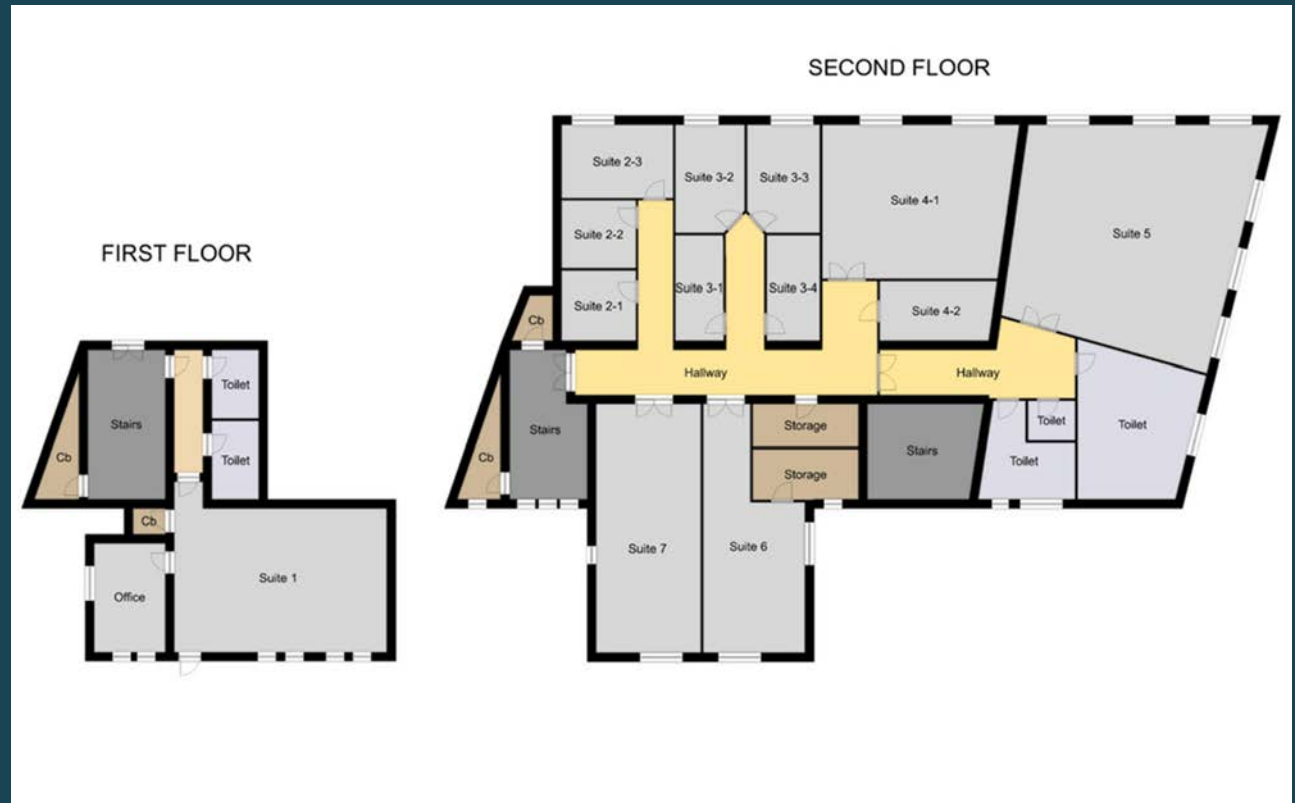 SECOND FLOOR
Suite 2-3
Suite 3-2
Suite 3-3
Suite 4-1
Suite 5
Suite 2-2
Suite 2-1
Suite 3-1
Suite 3-4
Suite 4-2
Cb
Hallway
Hallway
Stairs
Cb
Storage
Storage
Stairs
Toilet
Toilet
Toilet
Suite 7
Suite 6
FIRST FLOOR
Stairs
Toilet
Toilet
Cb
Cb
Office
Suite 1